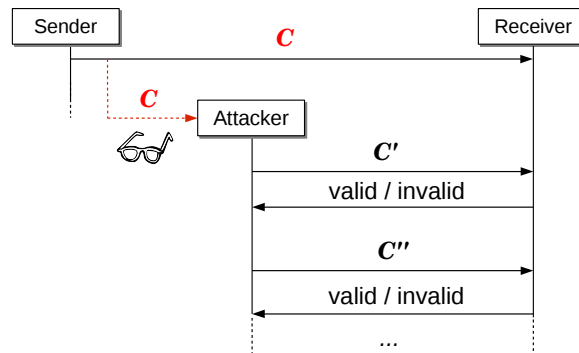 Sender
Receiver
C
C
Attacker
C'
valid / invalid
C''
valid / invalid
...